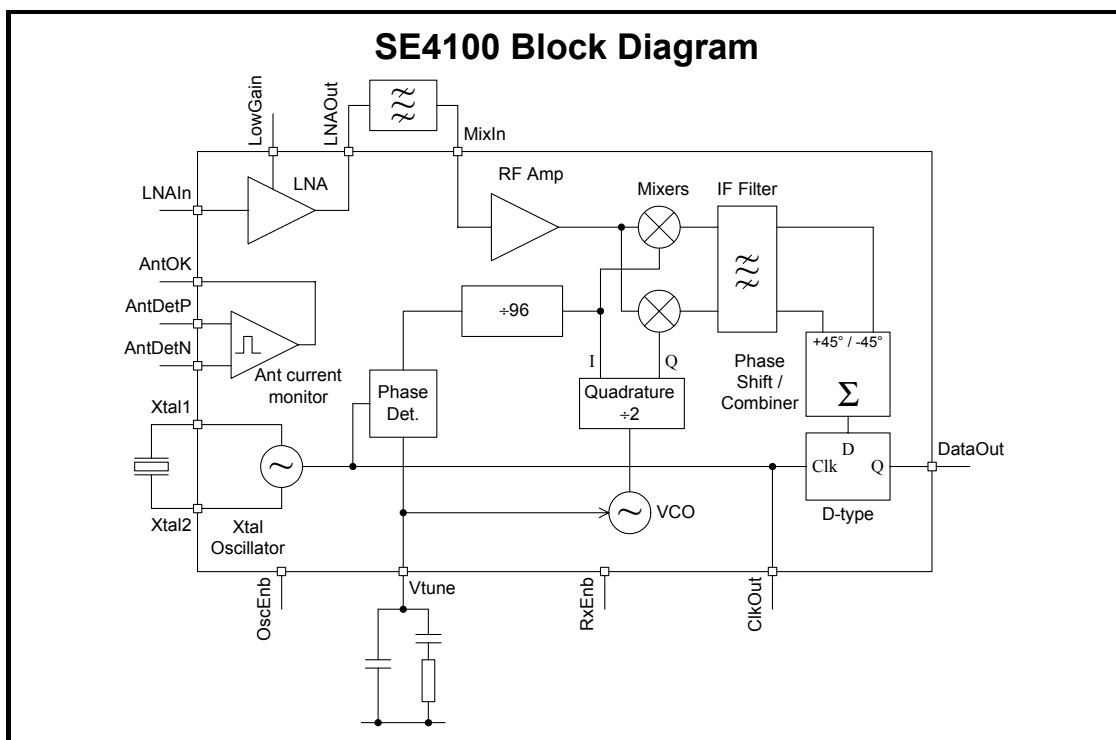 SE4100 Block Diagram
LowGain
LNAOut
MixIn
LNAIn
LNA
RF Amp
Mixers
IF Filter
AntOK
AntDetP
AntDetN
Ant current
monitor
÷96
I
Q
Phase
Det.
Quadrature
÷2
Phase
Shift /
Combiner
+45° / -45°
Σ
Xtal1
Xtal2
Xtal
Oscillator
VCO
D
Clk
Q
D-type
DataOut
OscEnb
Vtune
RxEnb
ClkOut